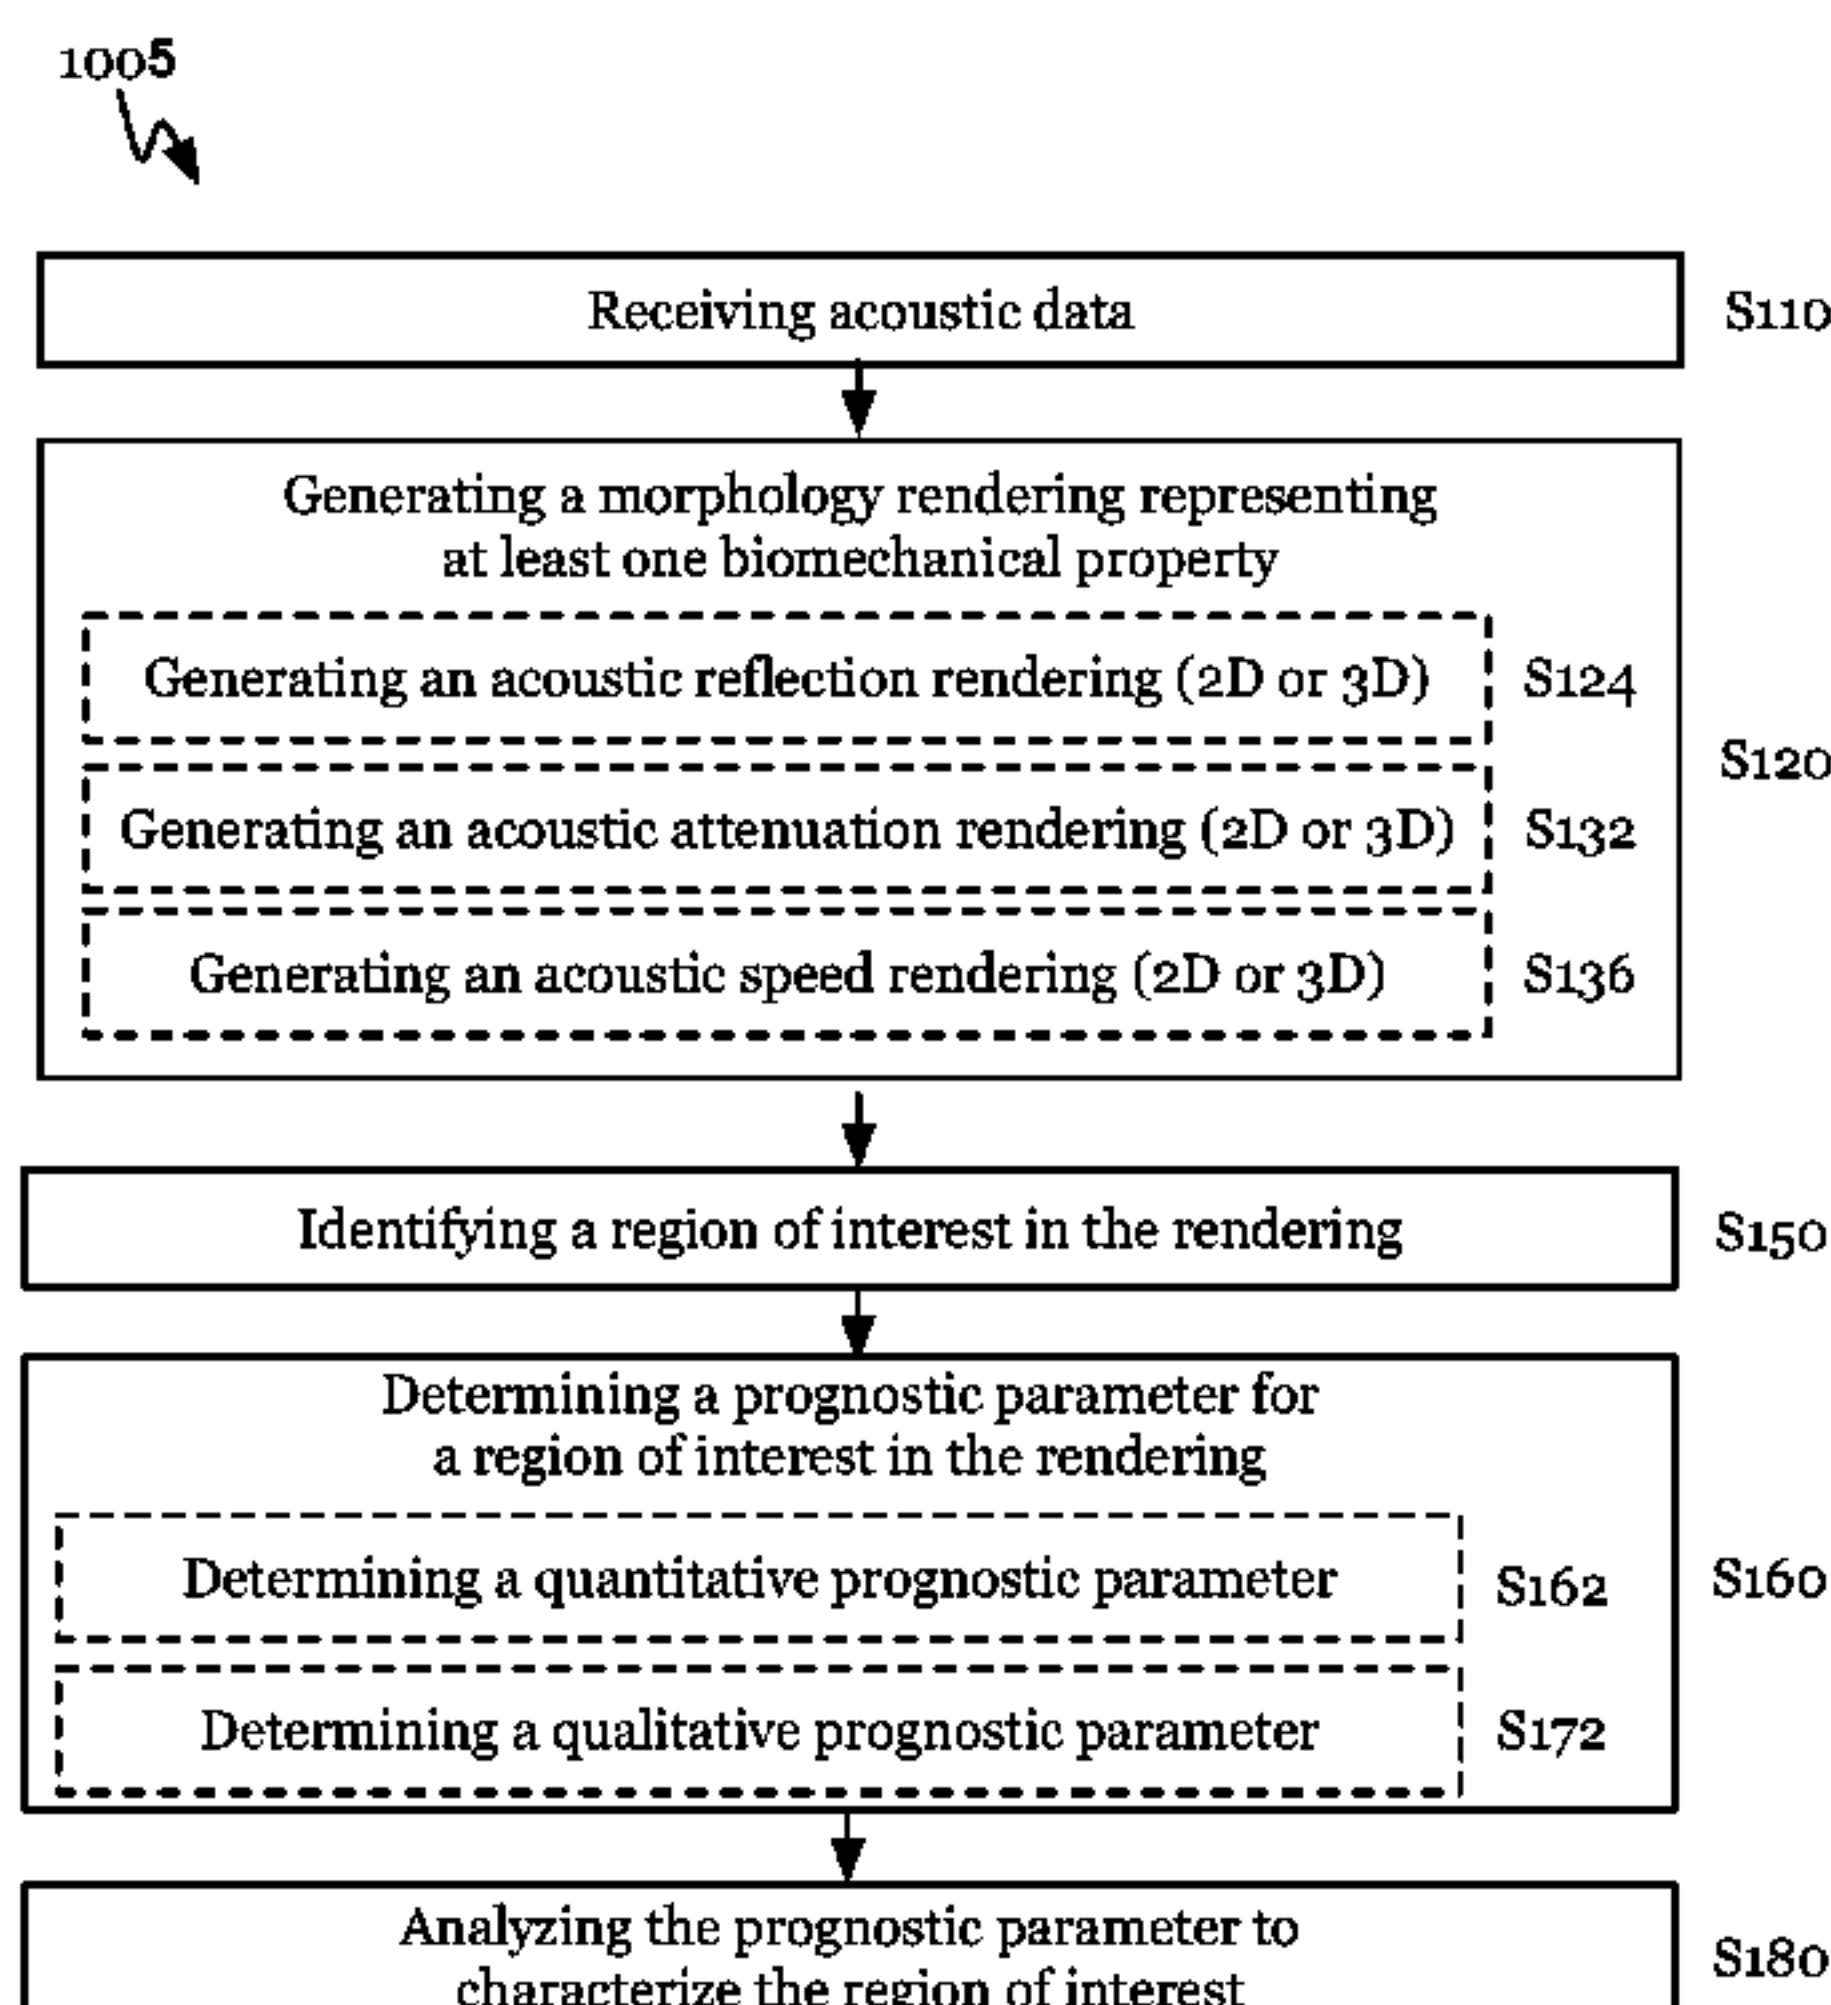 1005
Receiving acoustic data
S110
Generating a morphology rendering representing
at least one biomechanical property
Generating an acoustic reflection rendering (2D or 3D)
S124
S120
Generating an acoustic attenuation rendering (2D or 3D)
S132
Generating an acoustic speed rendering (2D or 3D)
S136
Identifying a region of interest in the rendering
S150
Determining a prognostic parameter for
a region of interest in the rendering
Determining a quantitative prognostic parameter
S162
S160
Determining a qualitative prognostic parameter
S172
Analyzing the prognostic parameter to
characterize the region of interest
S180